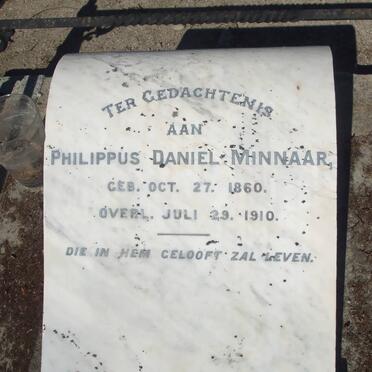 TER GEDACHTENIS
AAN
PHILIPPUS DANIEL MINNAAR,
GEB. OCT. 27. 1860.
OVERL. JULI 29. 1910.
DIE IN HEM GELOOFT ZAL LEVEN.